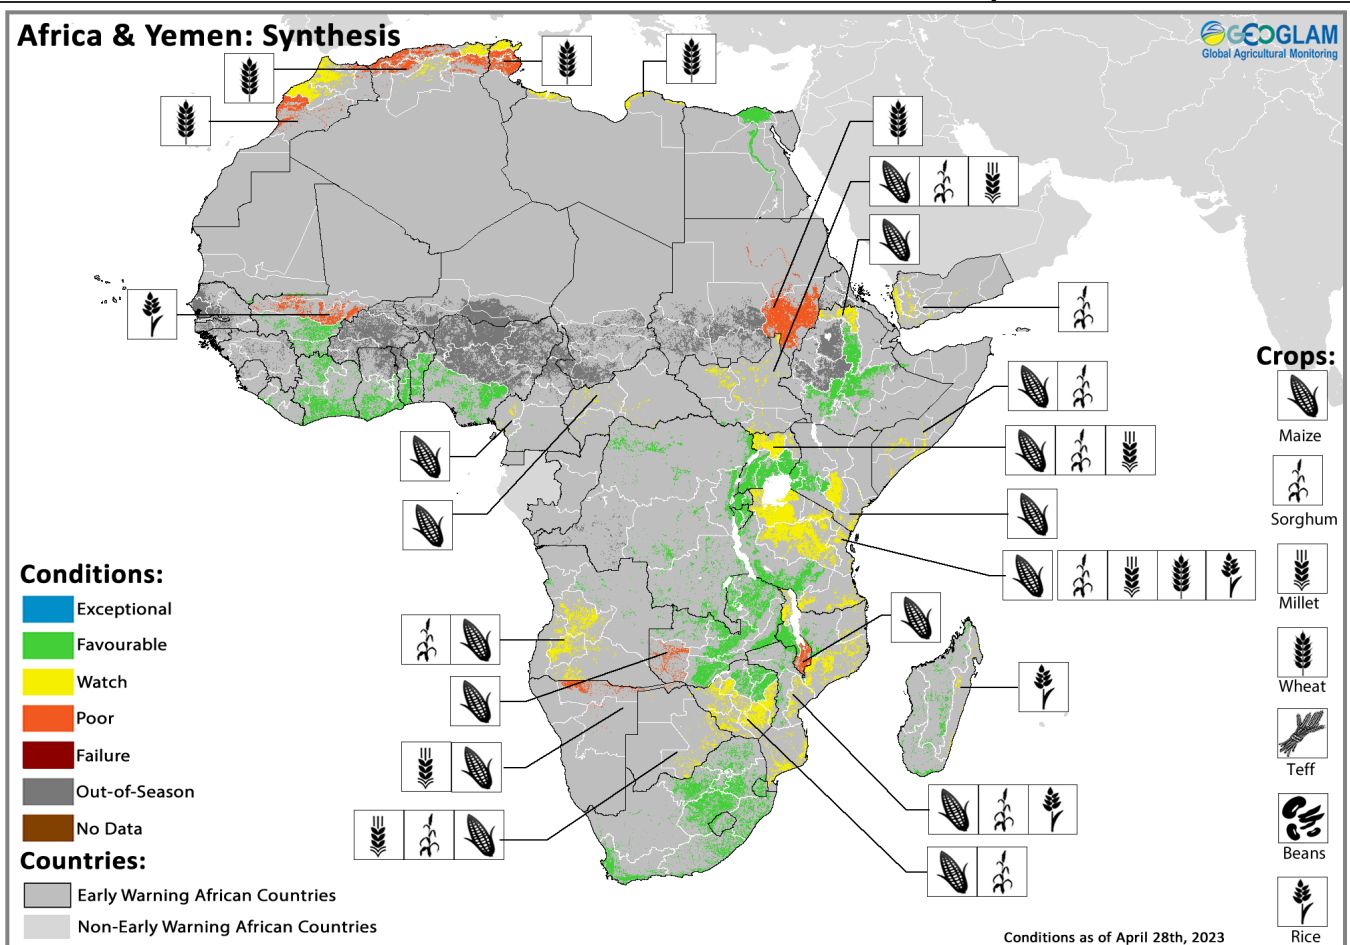 Africa & Yemen: Synthesis
GEOGLAM
Global Agricultural Monitoring
Crops:
Maize
Sorghum
Millet
Wheat
Teff
Beans
Rice
Conditions:
Exceptional
Favourable
Watch
Poor
Failure
Out-of-Season
No Data
Countries:
Early Warning African Countries
Non-Early Warning African Countries
Conditions as of April 28th, 2023